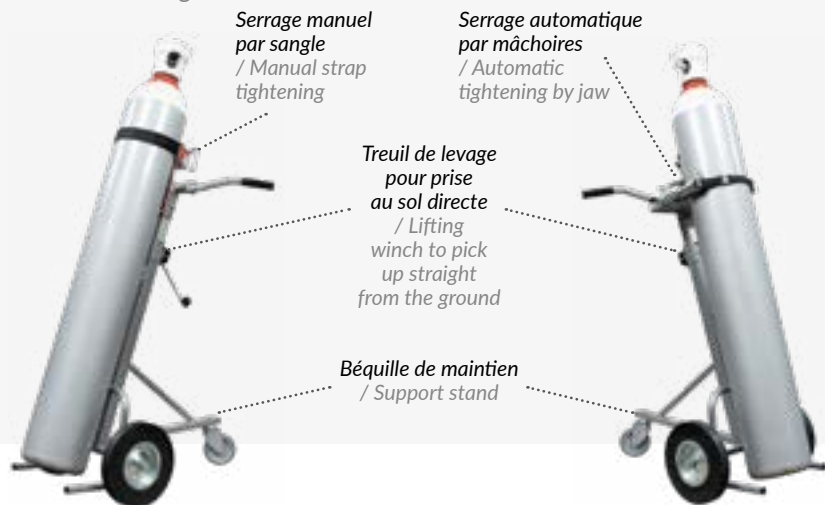 Serrage manuel
par sangle
/ Manual strap
tightening
Serrage automatique
par mâchoires
/ Automatic
tightening by jaw
Treuil de levage
pour prise
au sol directe
/ Lifting
winch to pick
up straight
from the ground
Béquille de maintien
/ Support stand